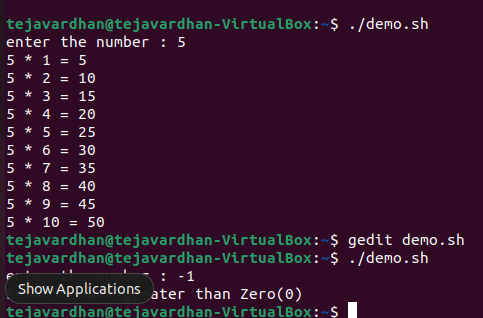 tejavardhan@tejavardhan-VirtualBox:~$ ./demo.sh
enter the number : 5
5 * 1 = 5
5 * 2 = 10
5 * 3 = 15
5 * 4 = 20
5 * 5 = 25
5 * 6 = 30
5 * 7 = 35
5 * 8 = 40
5 * 9 = 45
5 * 10 = 50
tejavardhan@tejavardhan-VirtualBox:~$ gedit demo.sh
tejavardhan@tejavardhan-VirtualBox:~$ ./demo.sh
: -1
Show Applications
than Zero(0)
tejavardhan@tejavardhan-VirtualBox:~$